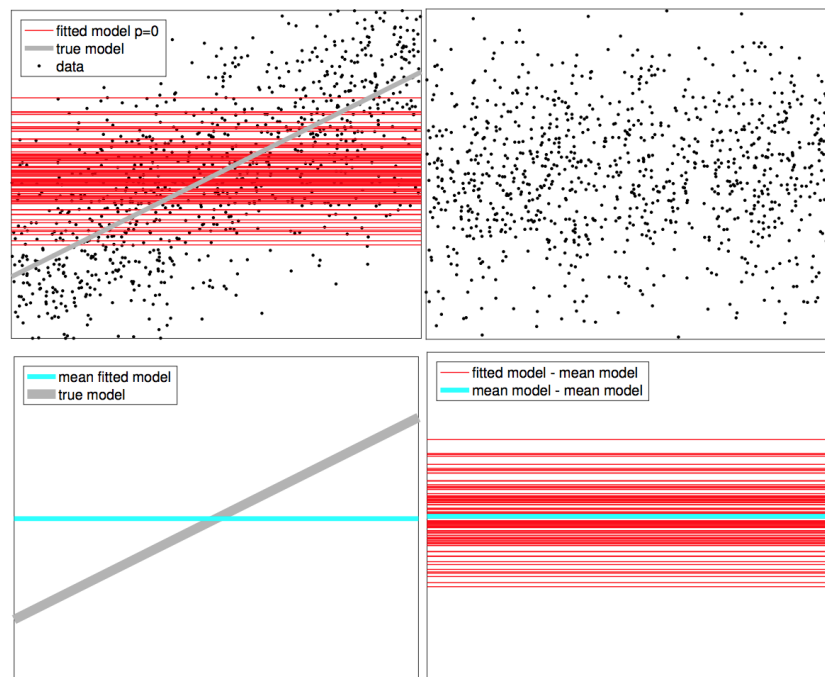 fitted model p=0
true model
data
mean fitted model
true model
fitted model - mean model
mean model - mean model